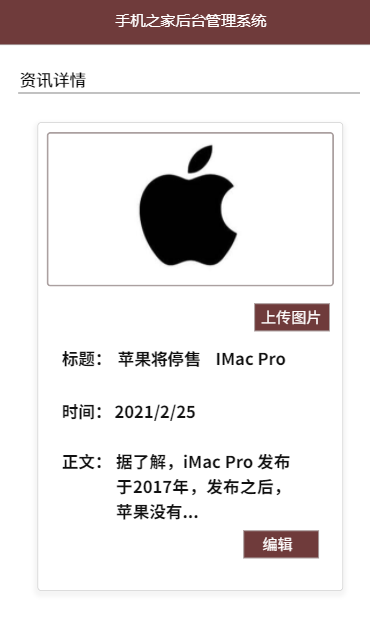 手机之家后台管理系统
资讯详情
上传图片
标题： 苹果将停售 IMac Pro
时间： 2021/2/25
正文： 据了解，iMac Pro 发布
于2017年，发布之后，
苹果没有...
编辑